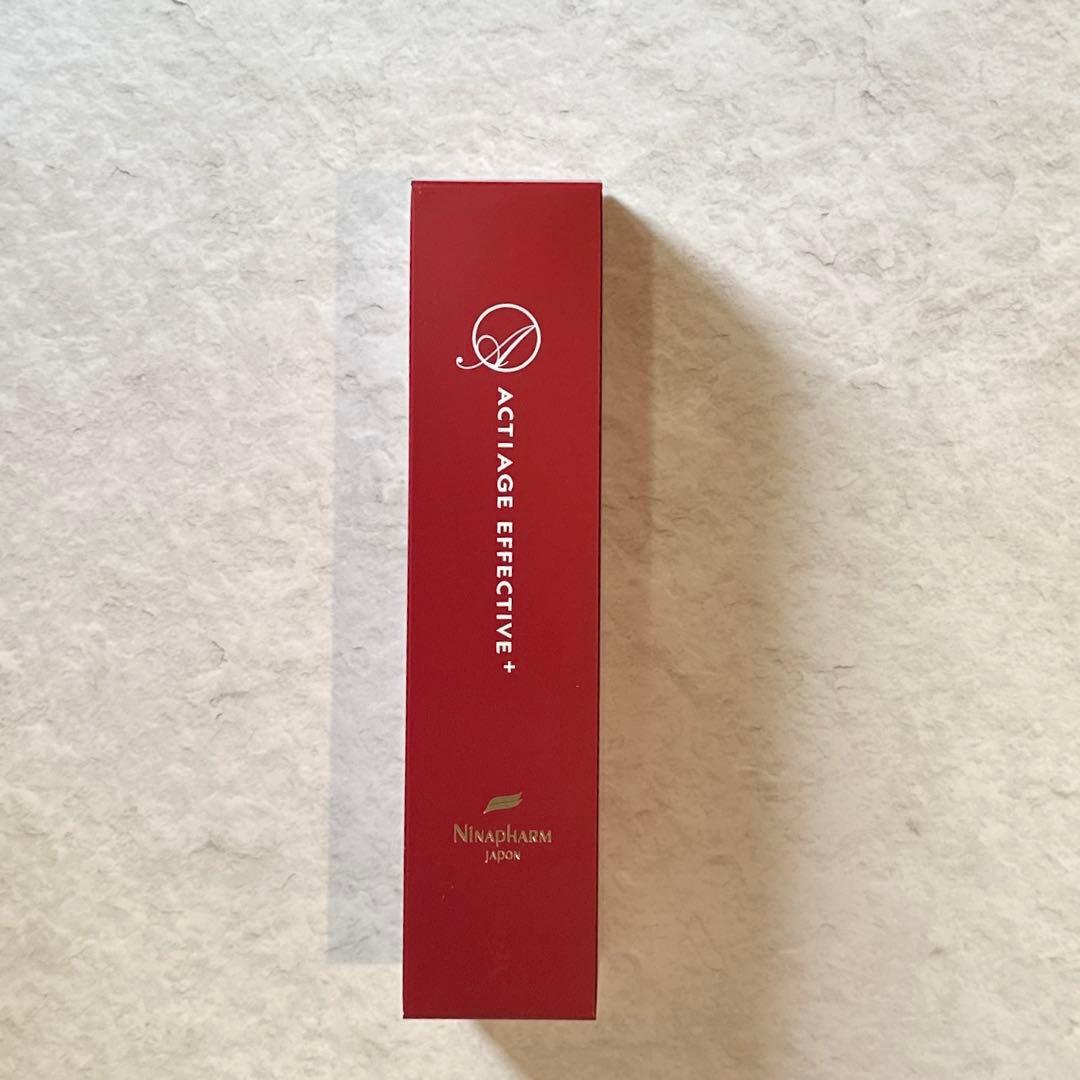 A
ACTIAGE EFFECTIVE+
NINAPHARM
JAPON